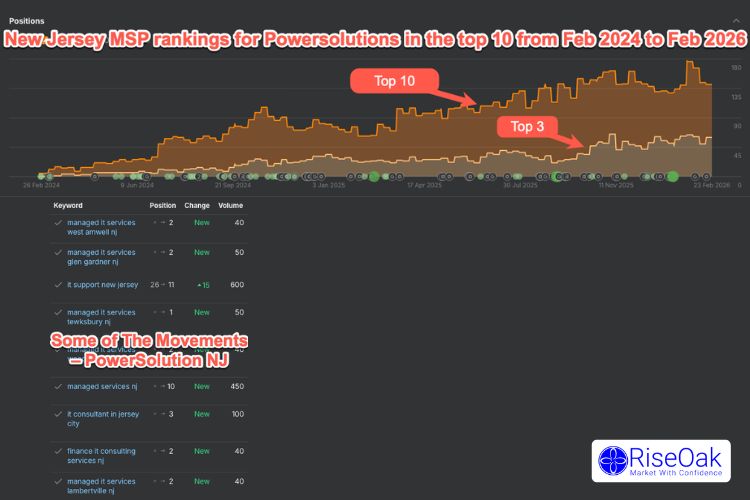 Positions
New Jersey MSP rankings for Powersolutions in the top 10 from Feb 2024 to Feb 2026
180
135
90
45
0
Top 10
Top 3
26 Feb 2024
9 Jun 2024
21 Sep 2024
3 Jan 2025
17 Apr 2025
30 Jul 2025
11 Nov 2025
23 Feb 2026
Keyword Position Change Volume
managed it services
west amwell nj
→ 2 New 40
managed it services
glen gardner nj
→ 2 New 50
it support new jersey 26 → 11 15 600
managed it services
tewksbury nj
→ 1 New 50
Some of The Movements
– PowerSolution NJ
managed it services
managed services nj → 10 New 450
it consultant in jersey
city
→ 3 New 100
finance it consulting
services nj
→ 2 New 40
managed it services
lambertville nj
→ 2 New 40
RiseOak
Market With Confidence